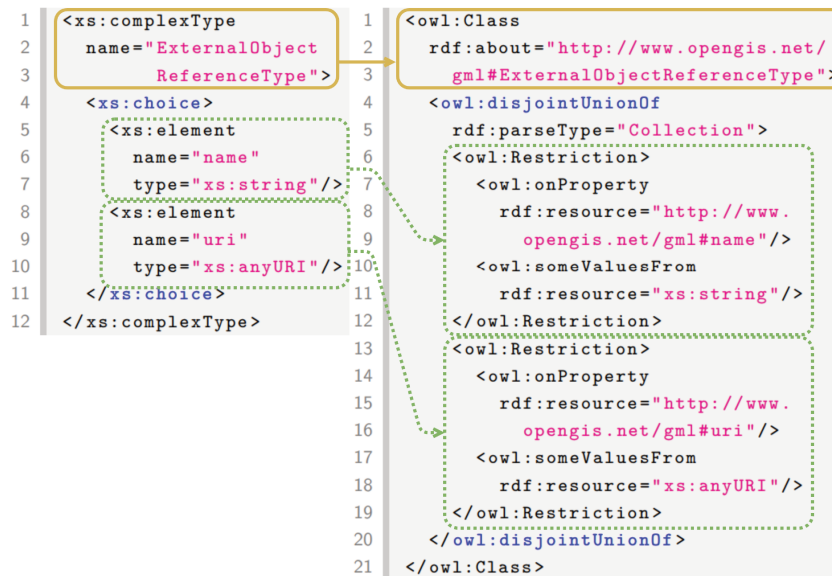 1 <xs:complexType
2 name="ExternalObject
3 ReferenceType">
4 <xs:choice>
5 <xs:element
6 name="name"
7 type="xs:string"/>
8 <xs:element
9 name="uri"
10 type="xs:anyURI"/>
11 </xs:choice>
12 </xs:complexType>
1 <owl:Class
2 rdf:about="http://www.opengis.net/
3 gml#ExternalObjectReferenceType">
4 <owl:disjointUnionOf
5 rdf:parseType="Collection">
6 <owl:Restriction>
7 <owl:onProperty
8 rdf:resource="http://www.
9 opengis.net/gml#name"/>
10 <owl:someValuesFrom
11 rdf:resource="xs:string"/>
12 </owl:Restriction>
13 <owl:Restriction>
14 <owl:onProperty
15 rdf:resource="http://www.
16 opengis.net/gml#uri"/>
17 <owl:someValuesFrom
18 rdf:resource="xs:anyURI"/>
19 </owl:Restriction>
20 </owl:disjointUnionOf>
21 </owl:Class>